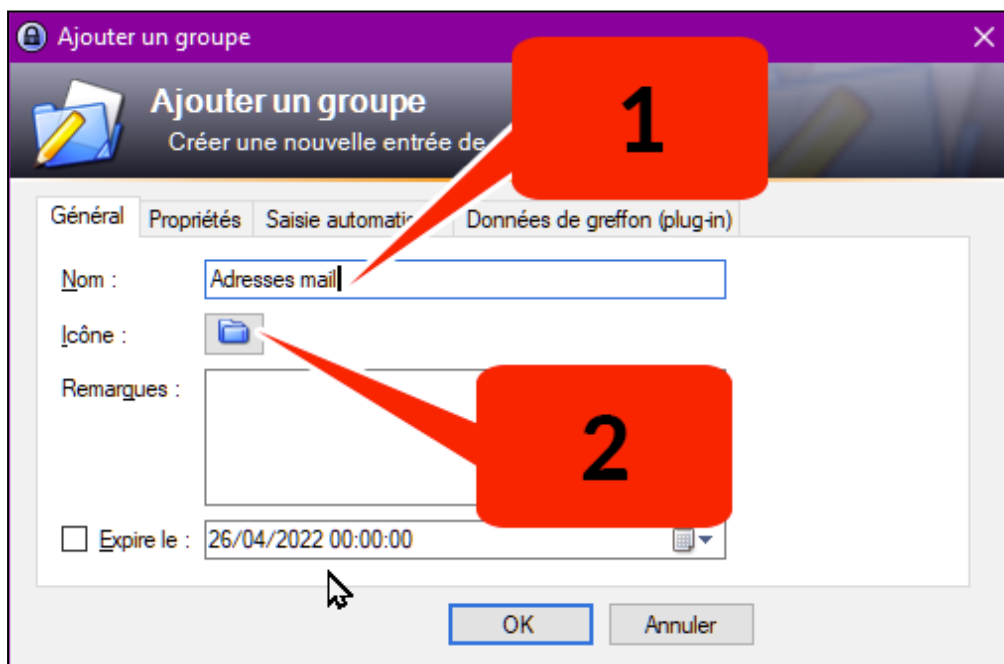 Ajouter un groupe
Ajouter un groupe
1
Créer une nouvelle entrée de
Général Propriétés Saisie automati Données de greffon (plug-in)
Nom : Adresses mail
Icône :
Remarques :
2
Expire le : 26/04/2022 00:00:00
OK Annuler